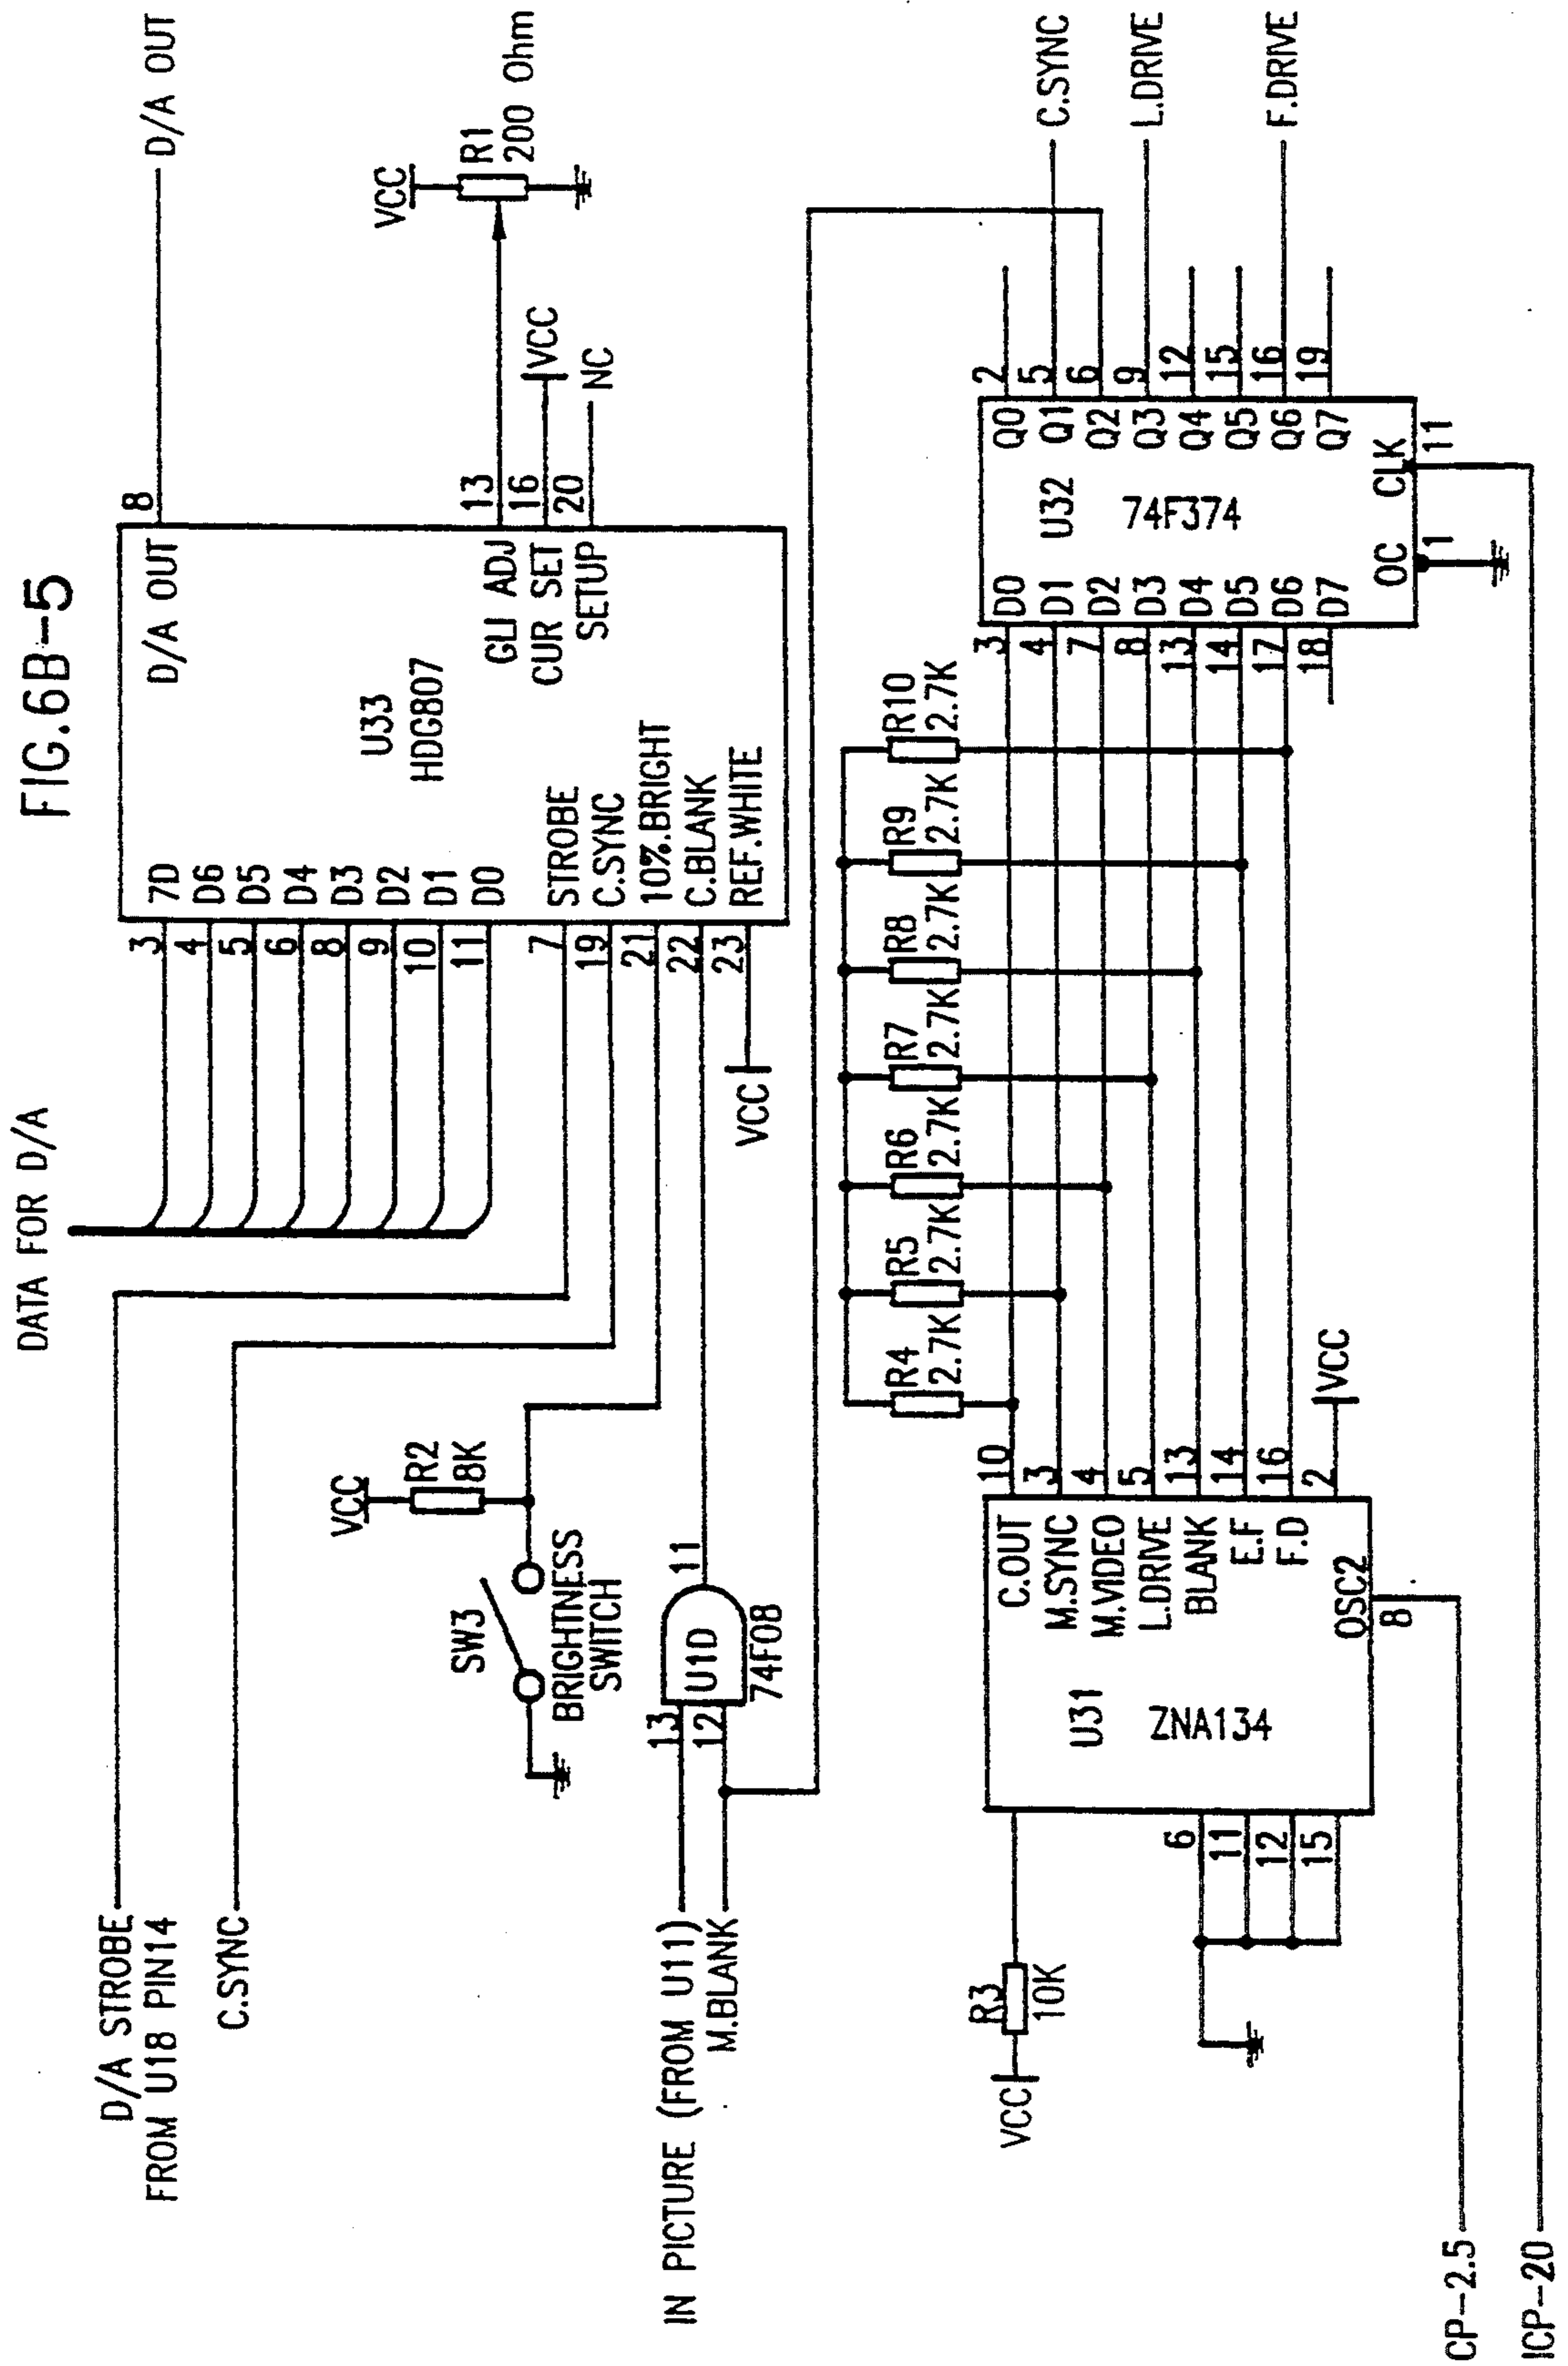 FIG.6B-5
DATA FOR D/A
D/A STROBE
FROM U18 PIN14
C.SYNC
3
4
5
6
8
9
10
11
7
19
21
22
23
7D
D6
D5
D4
D3
D2
D1
D0
STROBE
C.SYNC
10%.BRIGHT
C.BLANK
REF.WHITE
U33
HDG807
D/A OUT
GLI ADJ
CUR SET
SETUP
8
13
16
20
D/A OUT
VCC
R1
200 Ohm
VCC
NC
VCC
VCC
R2
8K
SW3
BRIGHTNESS
SWITCH
IN PICTURE (FROM U11)
M.BLANK
13
12
U1D
11
74F08
VCC
R3
10K
6
11
12
15
U31
ZNA134
C.OUT
M.SYNC
M.VIDEO
L.DRIVE
BLANK
E.F
F.D
OSC2
8
10
3
4
5
13
14
16
2
VCC
R4
2.7K
R5
2.7K
R6
2.7K
R7
2.7K
R8
2.7K
R9
2.7K
R10
2.7K
3
4
7
8
13
14
17
18
D0
D1
D2
D3
D4
D5
D6
D7
U32
74F374
OC
1
CLK
11
Q0
Q1
Q2
Q3
Q4
Q5
Q6
Q7
2
5
6
9
12
15
16
19
C.SYNC
L.DRIVE
F.DRIVE
CP-2.5
ICP-20